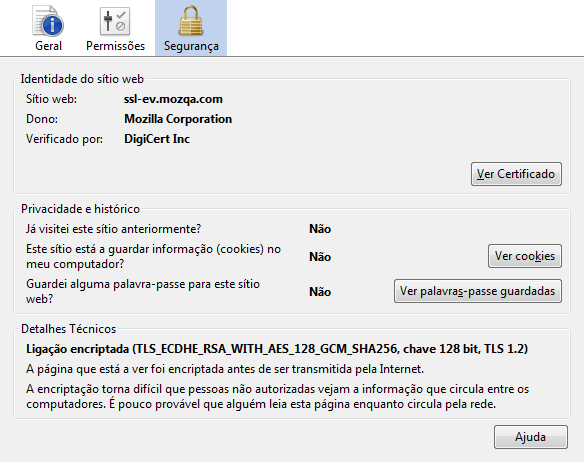 Geral
Permissões
Segurança
Identidade do sítio web
Sítio web:
ssl-ev.mozqa.com
Dono:
Mozilla Corporation
Verificado por:
DigiCert Inc
Ver Certificado
Privacidade e histórico
Já visitei este sítio anteriormente?
Não
Este sítio está a guardar informação (cookies) no
meu computador?
Não
Ver cookies
Guardei alguma palavra-passe para este sítio
web?
Não
Ver palavras-passe guardadas
Detalhes Técnicos
Ligação encriptada (TLS_ECDHE_RSA_WITH_AES_128_GCM_SHA256, chave 128 bit, TLS 1.2)
A página que está a ver foi encriptada antes de ser transmitida pela Internet.
A encriptação torna difícil que pessoas não autorizadas vejam a informação que circula entre os
computadores. É pouco provável que alguém leia esta página enquanto circula pela rede.
Ajuda